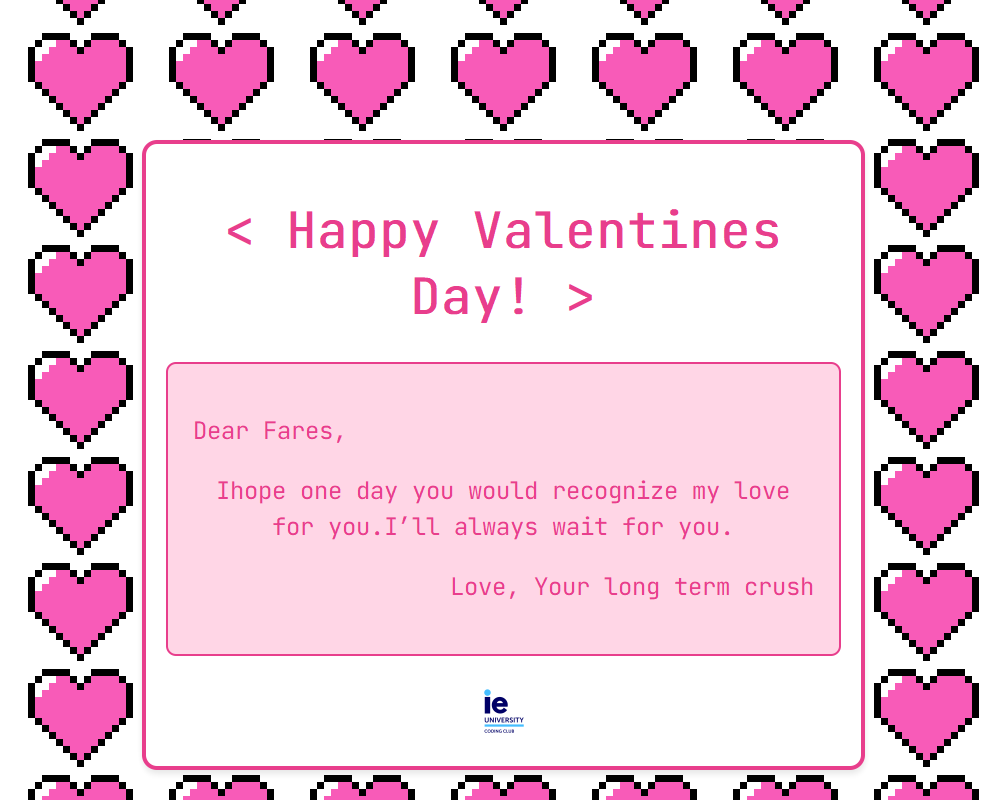 < Happy Valentines
Day! >
Dear Fares,
Ihope one day you would recognize my love
for you.I’ll always wait for you.
Love, Your long term crush
ie
UNIVERSITY
CODING CLUB